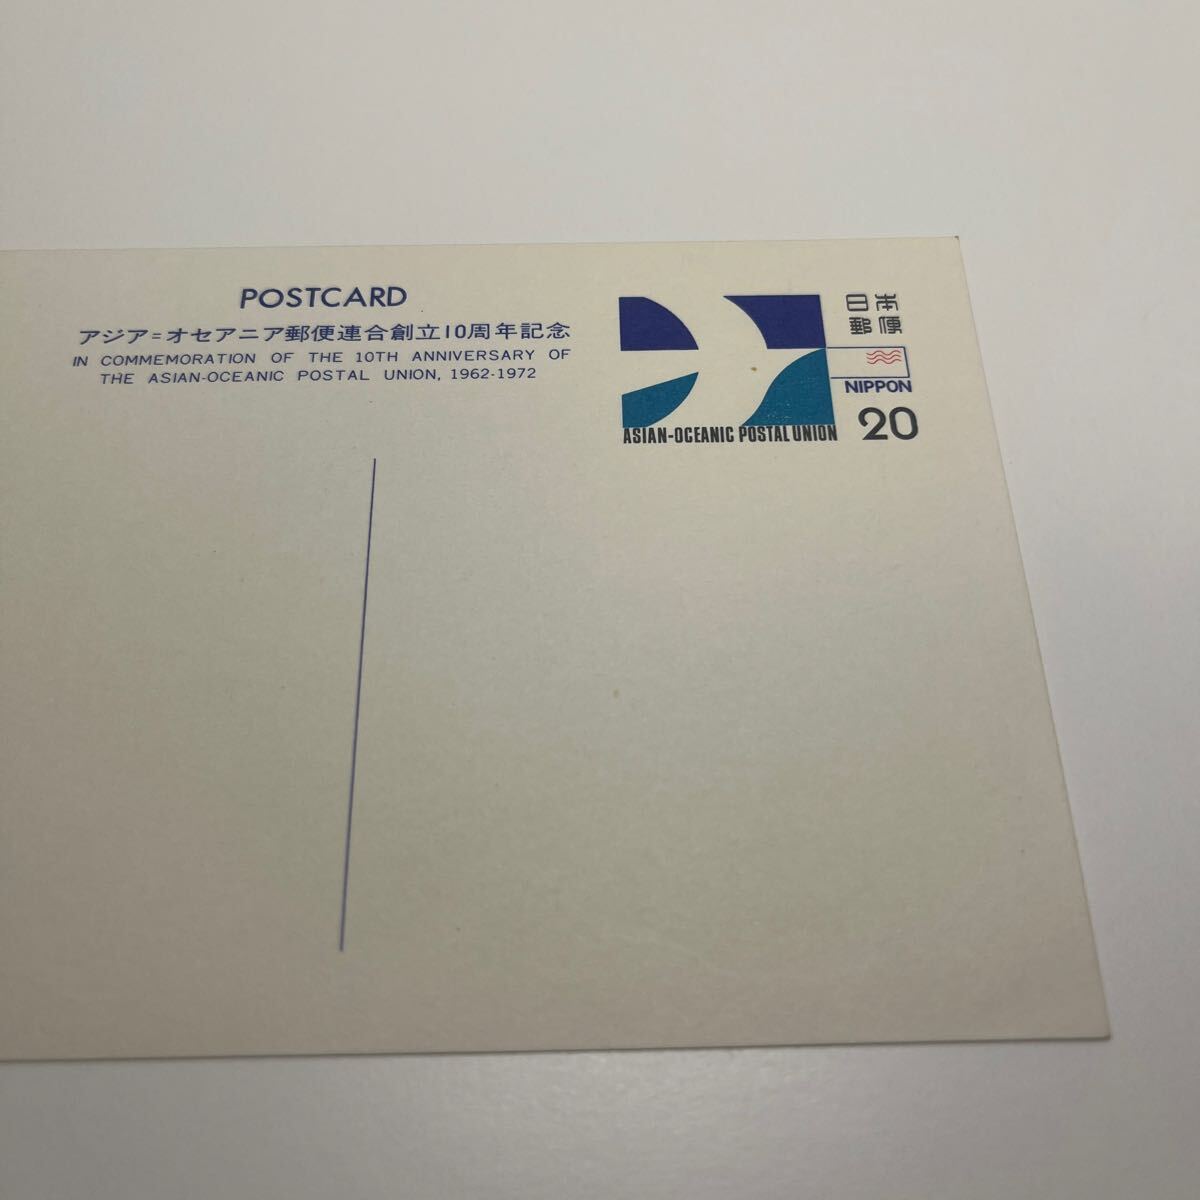 POSTCARD
アジア=オセアニア郵便連合創立10周年記念
IN COMMEMORATION OF THE 10TH ANNIVERSARY OF
THE ASIAN-OCEANIC POSTAL UNION, 1962-1972
日本
郵便
NIPPON
20
ASIAN-OCEANIC POSTAL UNION